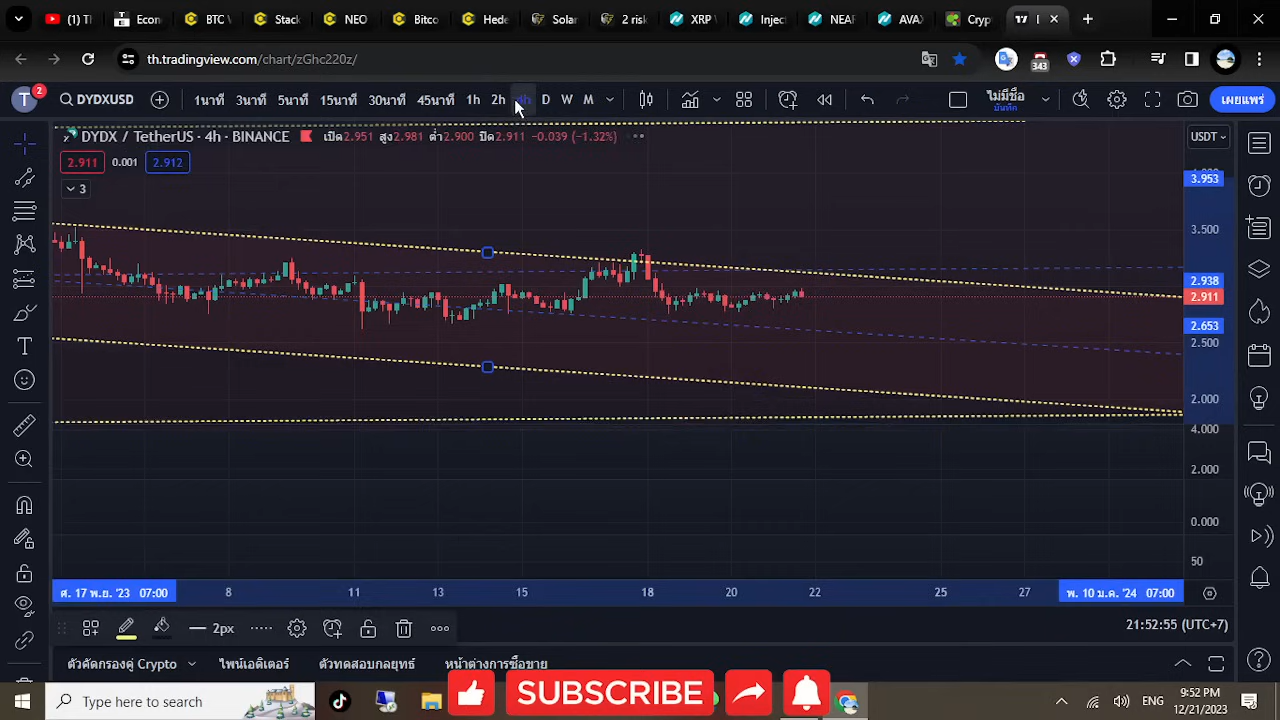 (1) T
Econ
BTC \
Stack
NEO
Bitco
Hede
Solar
2 risk
XRP \
Injec
NEAF
AVAX
Cryp
th.tradingview.com/chart/zGhc220z/
343
T 2 DYDXUSD 1นาที 3นาที 5นาที 15นาที 30นาที 45นาที 1h 2h 4h D W M ไม่มีชื่อ บันทึก เผยแพร่
DYDX / TetherUS · 4h · BINANCE เปิด2.951 สูง2.981 ต่ำ2.900 ปิด2.911 −0.039 (−1.32%)
USDT
2.911 0.001 2.912
3
3.953
3.500
2.938
2.911
2.653
2.500
2.000
4.000
2.000
0.000
50
ศ. 17 พ.ย. '23 07:00 8 11 13 15 18 20 22 25 27 พ. 10 ม.ค. '24 07:00
2px
21:52:55 (UTC+7)
ตัวคัดกรองคู่ Crypto ไพน์เอดิเตอร์ ตัวทดสอบกลยุทธ์ หน้าต่างการซื้อขาย
SUBSCRIBE
Type here to search
ENG
9:52 PM
12/21/2023